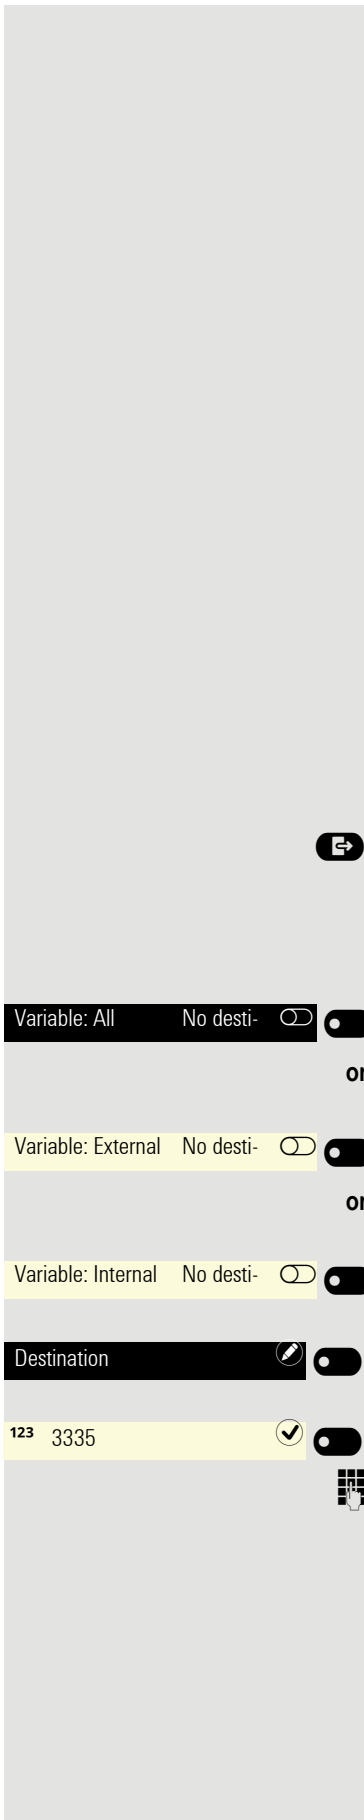 Variable: All No desti-
or
Variable: External No desti-
or
Variable: Internal No desti-
Destination
123 3335